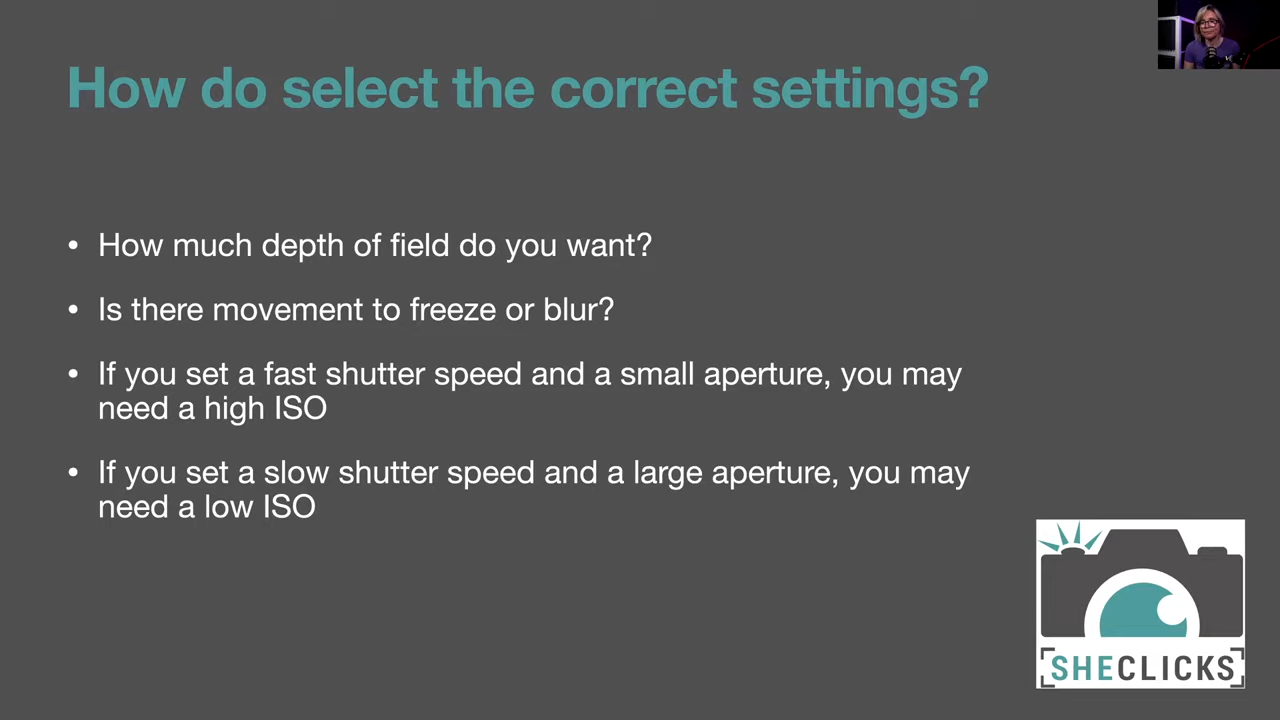 How do select the correct settings?
• How much depth of field do you want?
• Is there movement to freeze or blur?
• If you set a fast shutter speed and a small aperture, you may
need a high ISO
• If you set a slow shutter speed and a large aperture, you may
need a low ISO
[SHECLICKS]